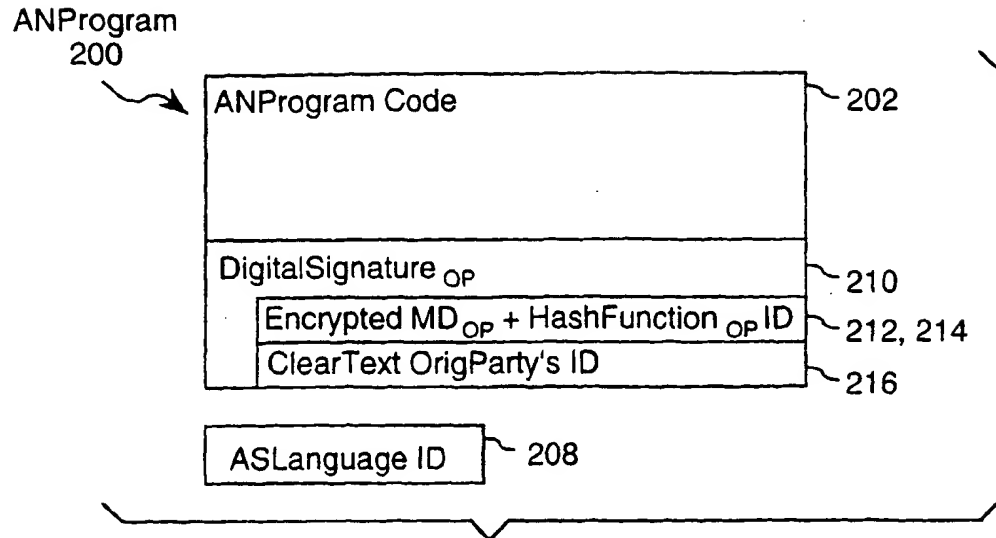 ANProgram
200
ANProgram Code
202
DigitalSignature OP
210
Encrypted MD OP + HashFunction OP ID
212, 214
ClearText OrigParty's ID
216
ASLanguage ID
208